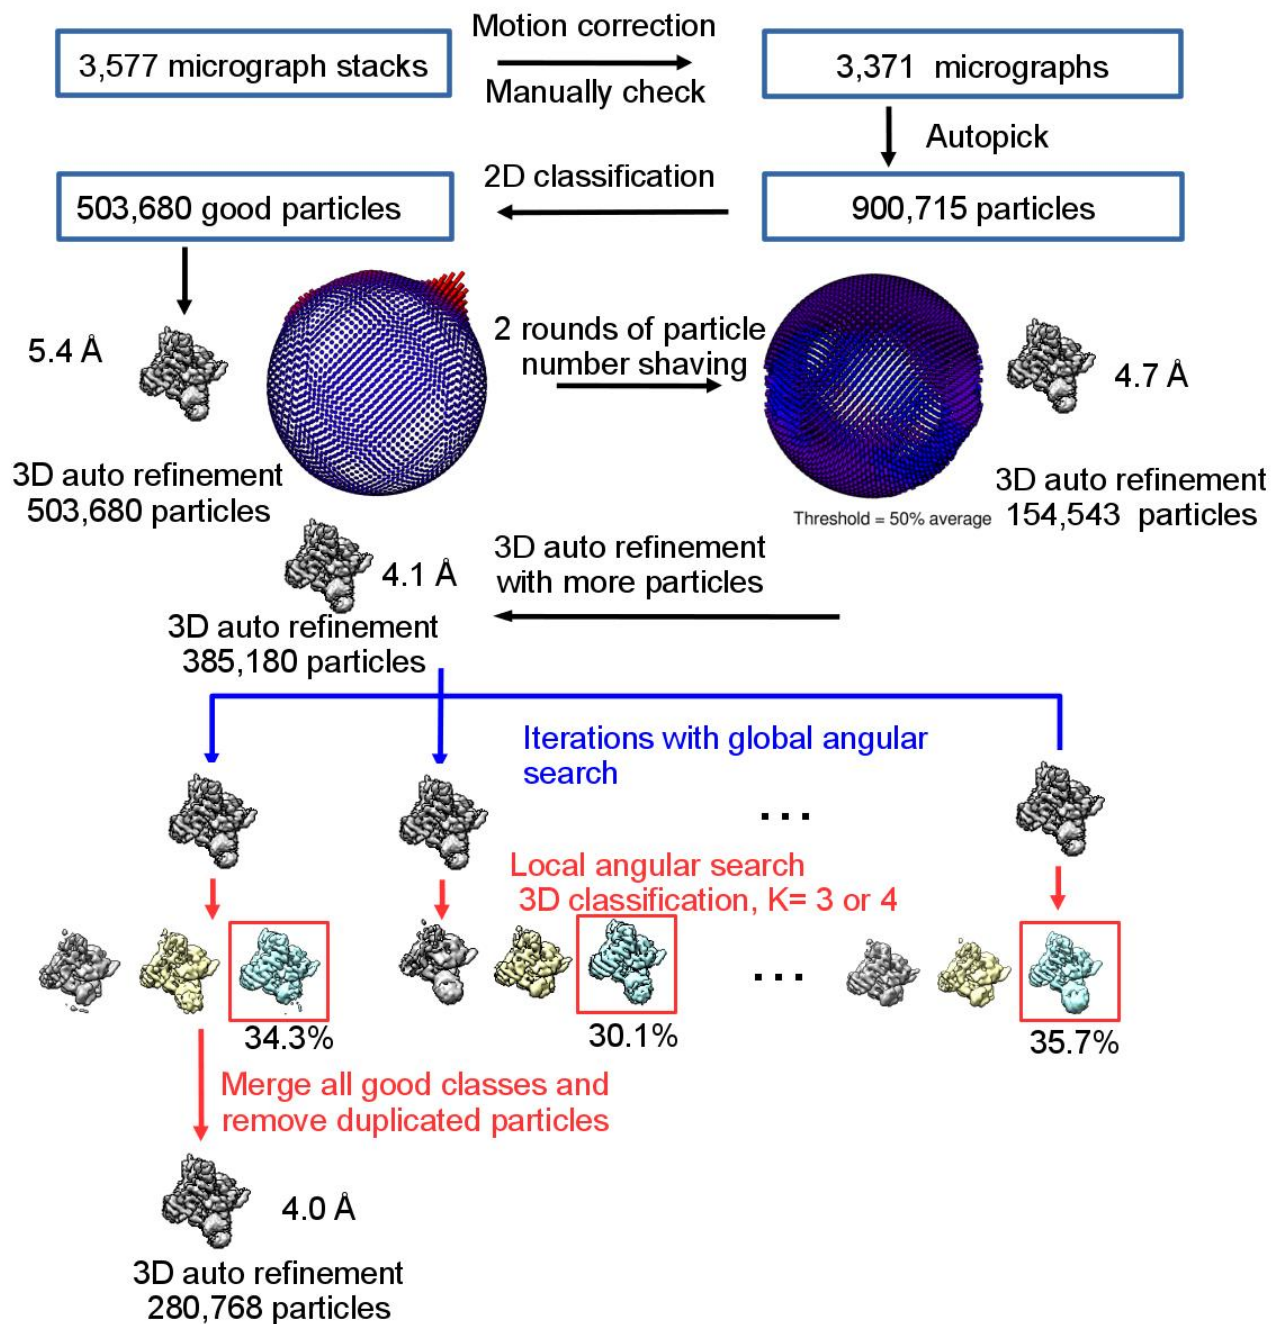 Motion correction
3,577 micrograph stacks
3,371 micrographs
Manually check
Autopick
2D classification
503,680 good particles
900,715 particles
2 rounds of particle
number shaving
5.4 Å
4.7 Å
3D auto refinement
503,680 particles
3D auto refinement
154,543 particles
Threshold = 50% average
3D auto refinement
with more particles
4.1 Å
3D auto refinement
385,180 particles
Iterations with global angular
search
...
Local angular search
3D classification, K= 3 or 4
...
34.3%
30.1%
35.7%
Merge all good classes and
remove duplicated particles
4.0 Å
3D auto refinement
280,768 particles